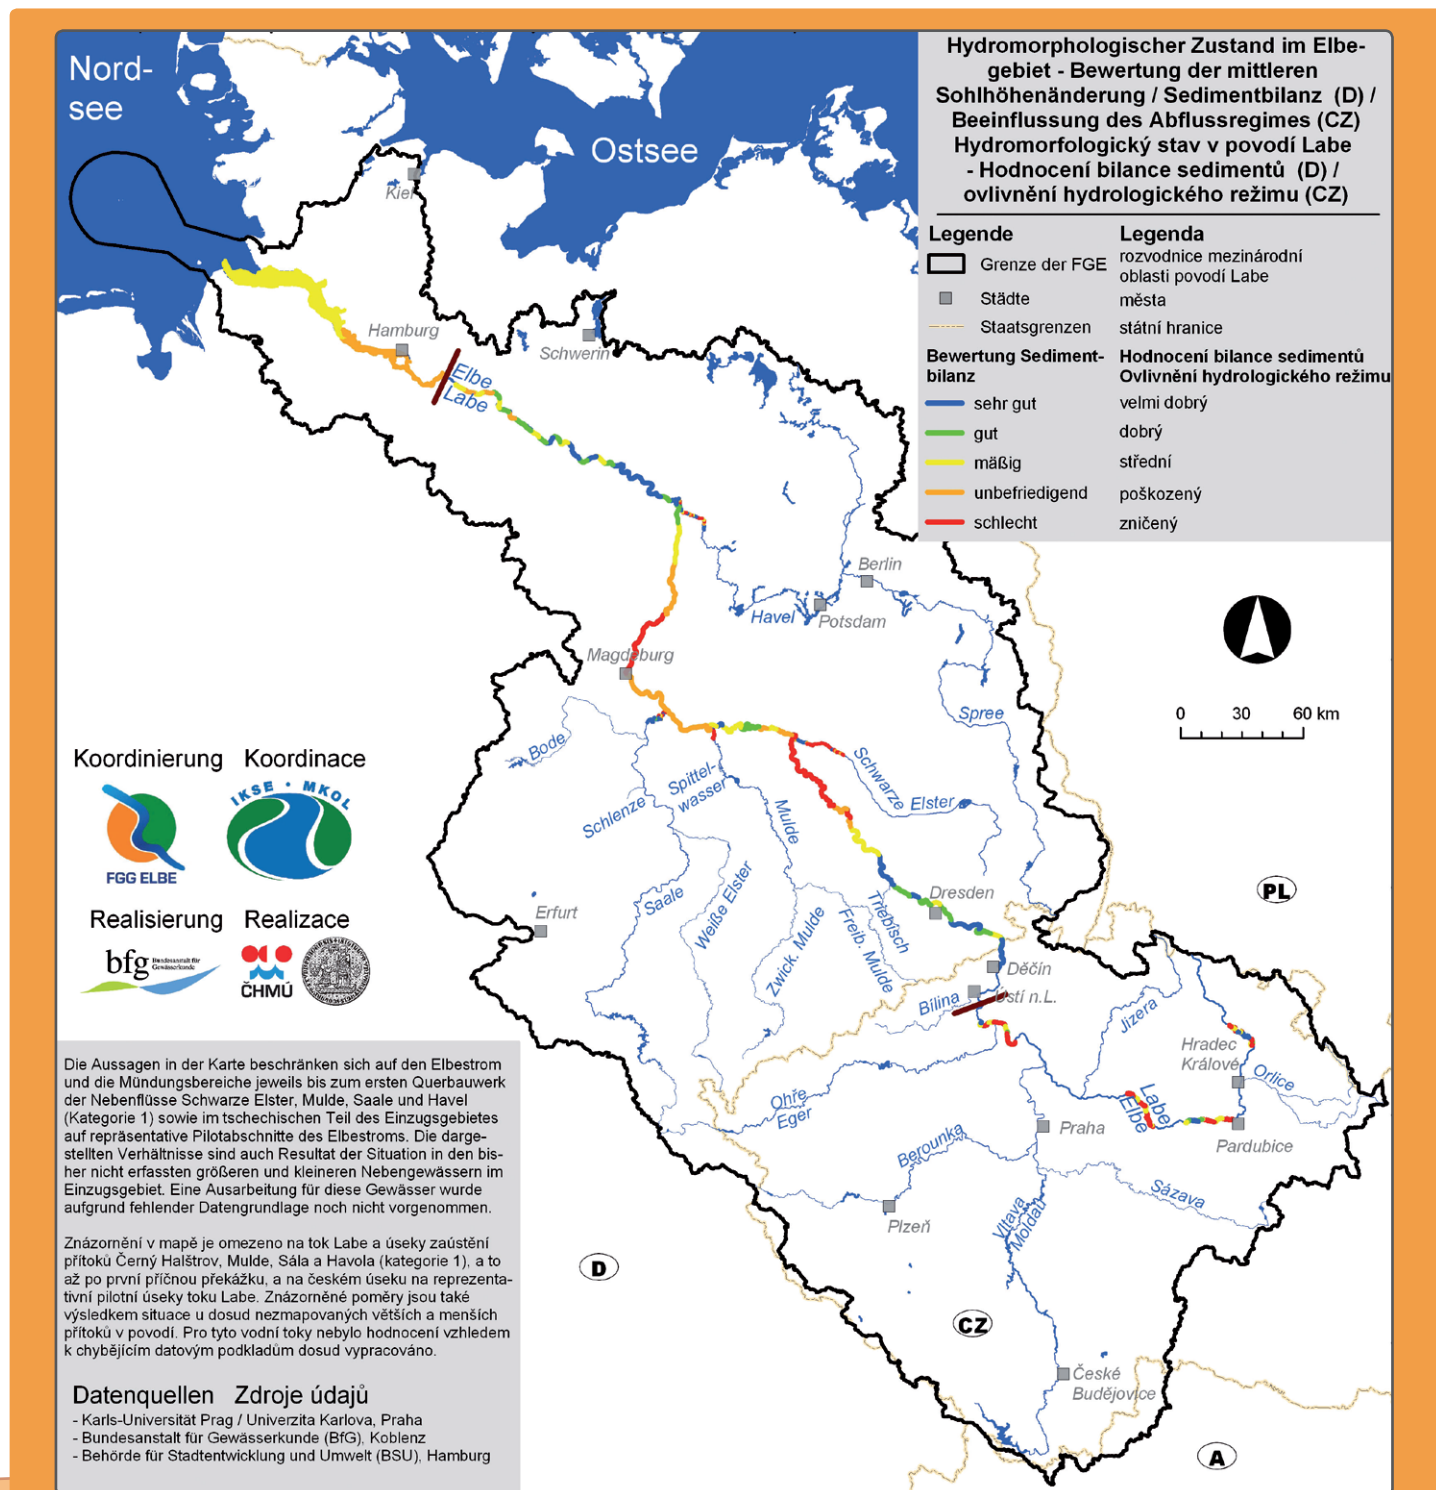 Hydromorphologischer Zustand im Elbe-
gebiet - Bewertung der mittleren
Sohlhöhenänderung / Sedimentbilanz (D) /
Beeinflussung des Abflussregimes (CZ)
Hydromorfologický stav v povodí Labe
- Hodnocení bilance sedimentů (D) /
ovlivnění hydrologického režimu (CZ)
Legende
Legenda
Grenze der FGE
rozvodnice mezinárodní
oblasti povodí Labe
Städte
města
Staatsgrenzen
státní hranice
Bewertung Sediment-
bilanz
Hodnocení bilance sedimentů
Ovlivnění hydrologického režimu
sehr gut
velmi dobrý
gut
dobrý
mäßig
střední
unbefriedigend
poškozený
schlecht
zničený
Nord-
see
Ostsee
Kiel
Hamburg
Schwerin
Elbe
Labe
Berlin
Havel
Potsdam
Magdeburg
0 30 60 km
Spree
Bode
Koordinierung Koordinace
Spittel-
wasser
Schwarze Elster
IKSE • MKOL
Schlenze
Mulde
FGG ELBE
PL
Saale
Weiße Elster
Dresden
Triebisch
Freib. Mulde
Zwick. Mulde
Erfurt
Realisierung Realizace
bfg Bundesanstalt für
Gewässerkunde
ČHMÚ
Děčín
Ústí n.L.
Bílina
Jizera
Hradec
Králové
Orlice
Ohře
Eger
Labe
Elbe
Praha
Pardubice
Berounka
Sázava
Plzeň
Vltava
Moldau
D
CZ
České
Budějovice
A
Die Aussagen in der Karte beschränken sich auf den Elbestrom
und die Mündungsbereiche jeweils bis zum ersten Querbauwerk
der Nebenflüsse Schwarze Elster, Mulde, Saale und Havel
(Kategorie 1) sowie im tschechischen Teil des Einzugsgebietes
auf repräsentative Pilotabschnitte des Elbestroms. Die darge-
stellten Verhältnisse sind auch Resultat der Situation in den bis-
her nicht erfassten größeren und kleineren Nebengewässern im
Einzugsgebiet. Eine Ausarbeitung für diese Gewässer wurde
aufgrund fehlender Datengrundlage noch nicht vorgenommen.
Znázornění v mapě je omezeno na tok Labe a úseky zaústění
přítoků Černý Halštrov, Mulde, Sála a Havola (kategorie 1), a to
až po první příčnou překážku, a na českém úseku na reprezenta-
tivní pilotní úseky toku Labe. Znázorněné poměry jsou také
výsledkem situace u dosud nezmapovaných větších a menších
přítoků v povodí. Pro tyto vodní toky nebylo hodnocení vzhledem
k chybějícím datovým podkladům dosud vypracováno.
Datenquellen Zdroje údajů
- Karls-Universität Prag / Univerzita Karlova, Praha
- Bundesanstalt für Gewässerkunde (BfG), Koblenz
- Behörde für Stadtentwicklung und Umwelt (BSU), Hamburg